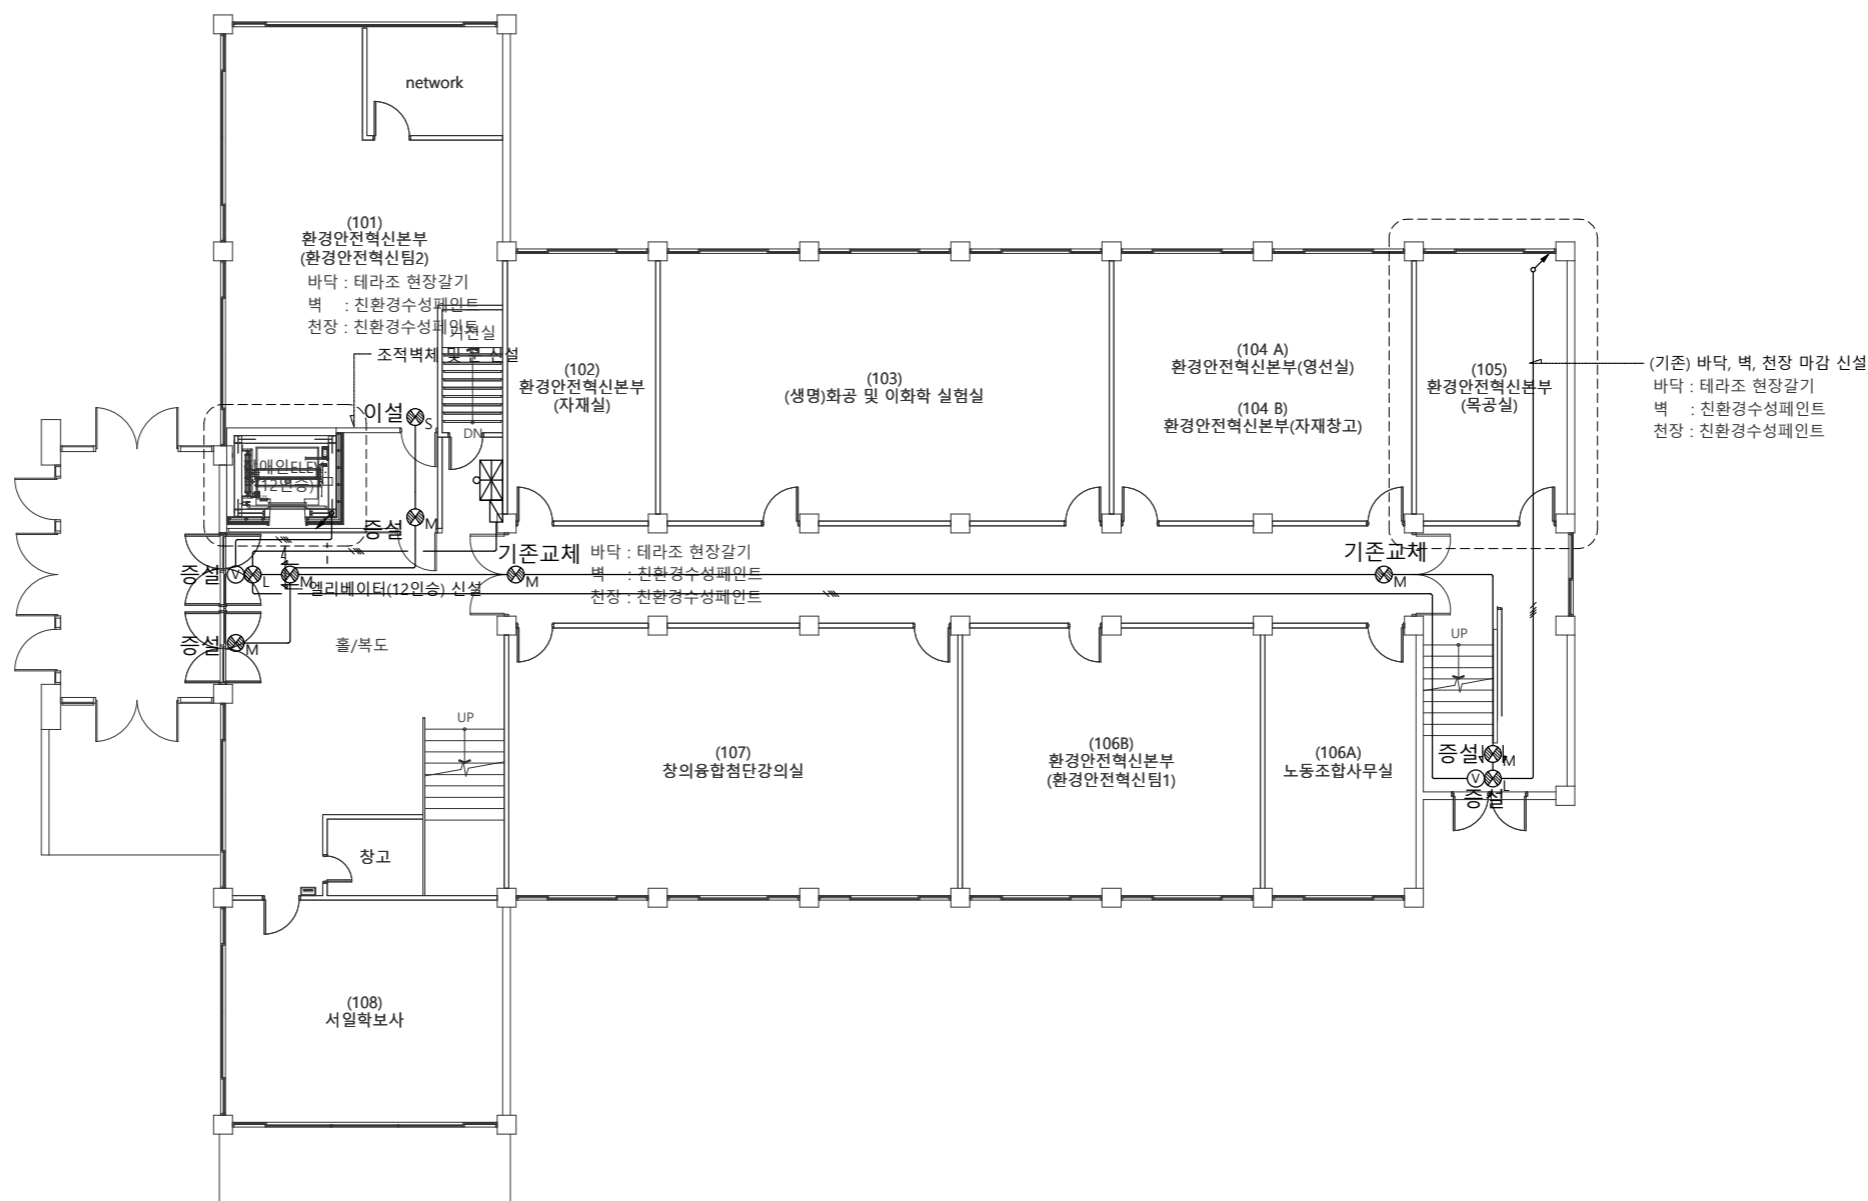 network
(101)
환경안전혁신본부
(환경안전혁신팀2)
바닥 : 테라조 현장갈기
벽 : 친환경수성페인트
천장 : 친환경수성페인트
조적벽체 및 문 신설
DN
이설
S
증설
M
(12인승)
(102)
환경안전혁신본부
(자재실)
(103)
(생명)화공 및 이화학 실험실
(104 A)
환경안전혁신본부(영선실)
(104 B)
환경안전혁신본부(자재창고)
(105)
환경안전혁신본부
(목공실)
(기존) 바닥, 벽, 천장 마감 신설
바닥 : 테라조 현장갈기
벽 : 친환경수성페인트
천장 : 친환경수성페인트
기존교체
M
바닥 : 테라조 현장갈기
벽 : 친환경수성페인트
천장 : 친환경수성페인트
기존교체
M
증설
V
L
M
엘리베이터(12인승) 신설
증설
M
홀/복도
UP
UP
(107)
창의융합첨단강의실
(106B)
환경안전혁신본부
(환경안전혁신팀1)
(106A)
노동조합사무실
증설
M
V
L
증설
창고
(108)
서일학보사